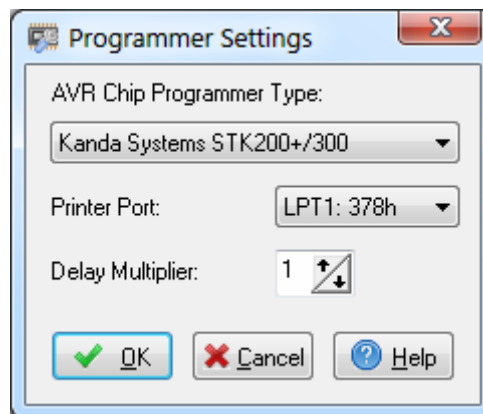 Programmer Settings
AVR Chip Programmer Type:
Kanda Systems STK200+/300
Printer Port: LPT1: 378h
Delay Multiplier: 1
OK Cancel Help